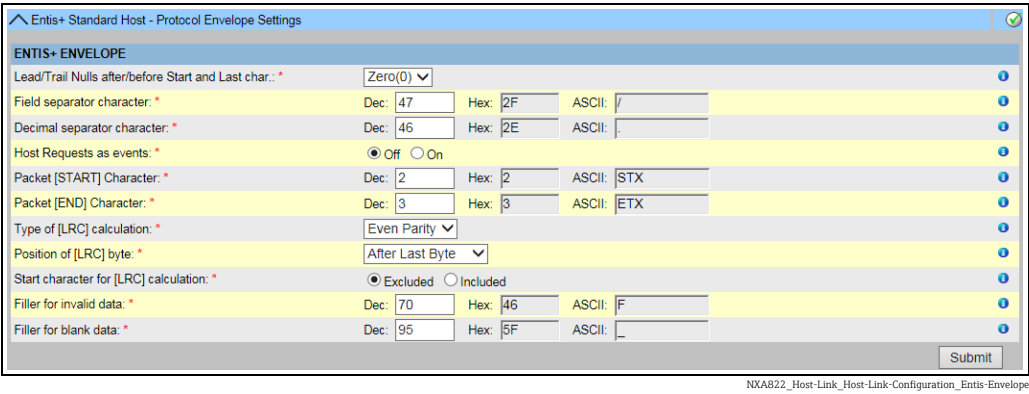 Entis+ Standard Host - Protocol Envelope Settings
ENTIS+ ENVELOPE
Lead/Trail Nulls after/before Start and Last char.: * Zero(0)
Field separator character: * Dec: 47 Hex: 2F ASCII: /
Decimal separator character: * Dec: 46 Hex: 2E ASCII: .
Host Requests as events: * Off On
Packet [START] Character: * Dec: 2 Hex: 2 ASCII: STX
Packet [END] Character: * Dec: 3 Hex: 3 ASCII: ETX
Type of [LRC] calculation: * Even Parity
Position of [LRC] byte: * After Last Byte
Start character for [LRC] calculation: * Excluded Included
Filler for invalid data: * Dec: 70 Hex: 46 ASCII: F
Filler for blank data: * Dec: 95 Hex: 5F ASCII: _
Submit
NXA822_Host-Link_Host-Link-Configuration_Entis-Envelope